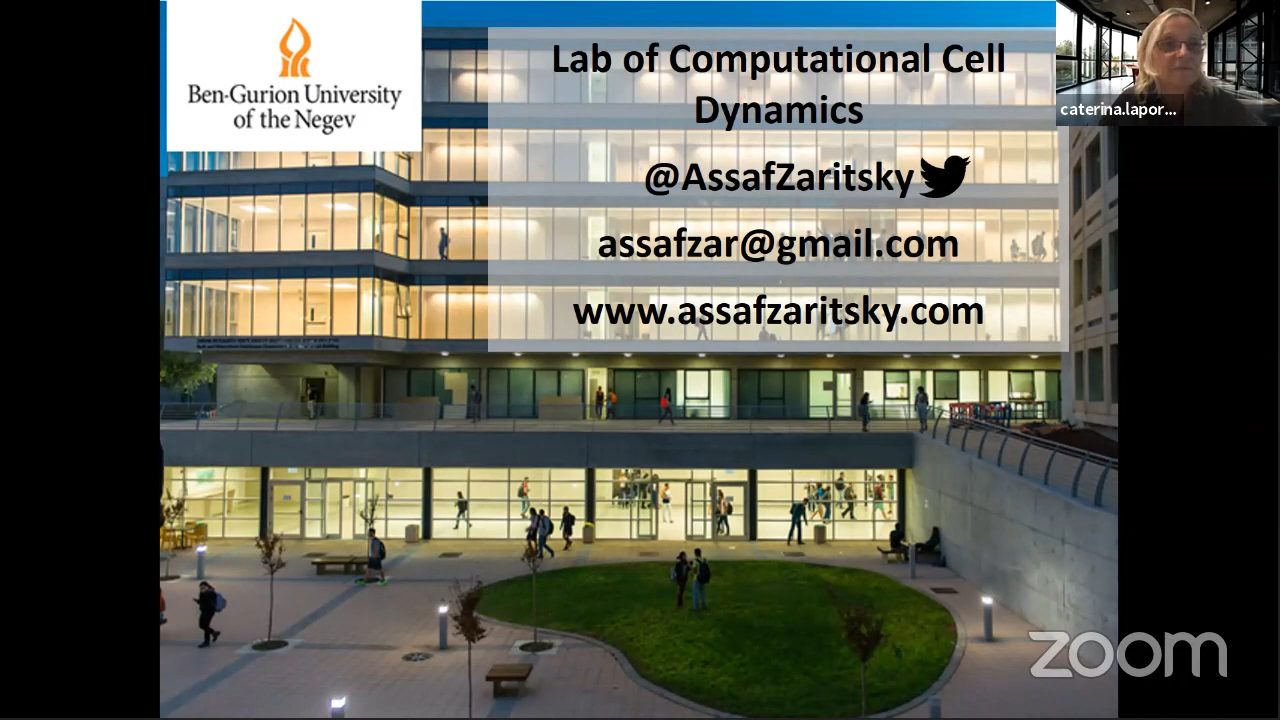 Ben-Gurion University
of the Negev
Lab of Computational Cell
Dynamics
@AssafZaritsky
assafzar@gmail.com
www.assafzaritsky.com
caterina.lapor...
zoom